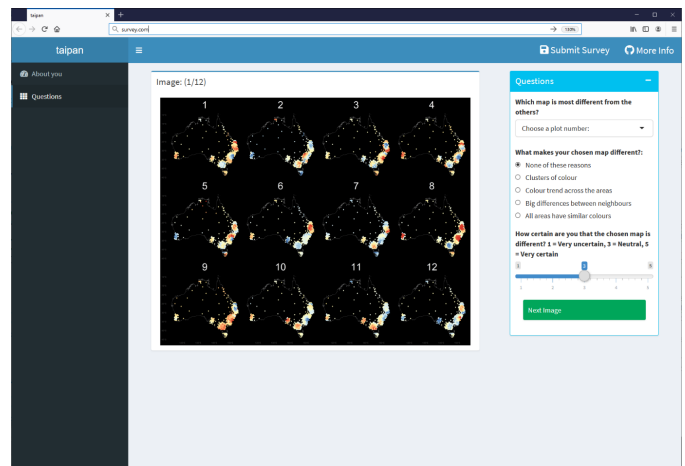 taipan
survey.com
133%
taipan
Submit Survey
More Info
About you
Questions
Image: (1/12)
1 2 3 4
5 6 7 8
9 10 11 12
Questions
Which map is most different from the
others?
Choose a plot number:
What makes your chosen map different?:
None of these reasons
Clusters of colour
Colour trend across the areas
Big differences between neighbours
All areas have similar colours
How certain are you that the chosen map is
different? 1 = Very uncertain, 3 = Neutral, 5
= Very certain
1 3 5
1 2 3 4 5
Next Image